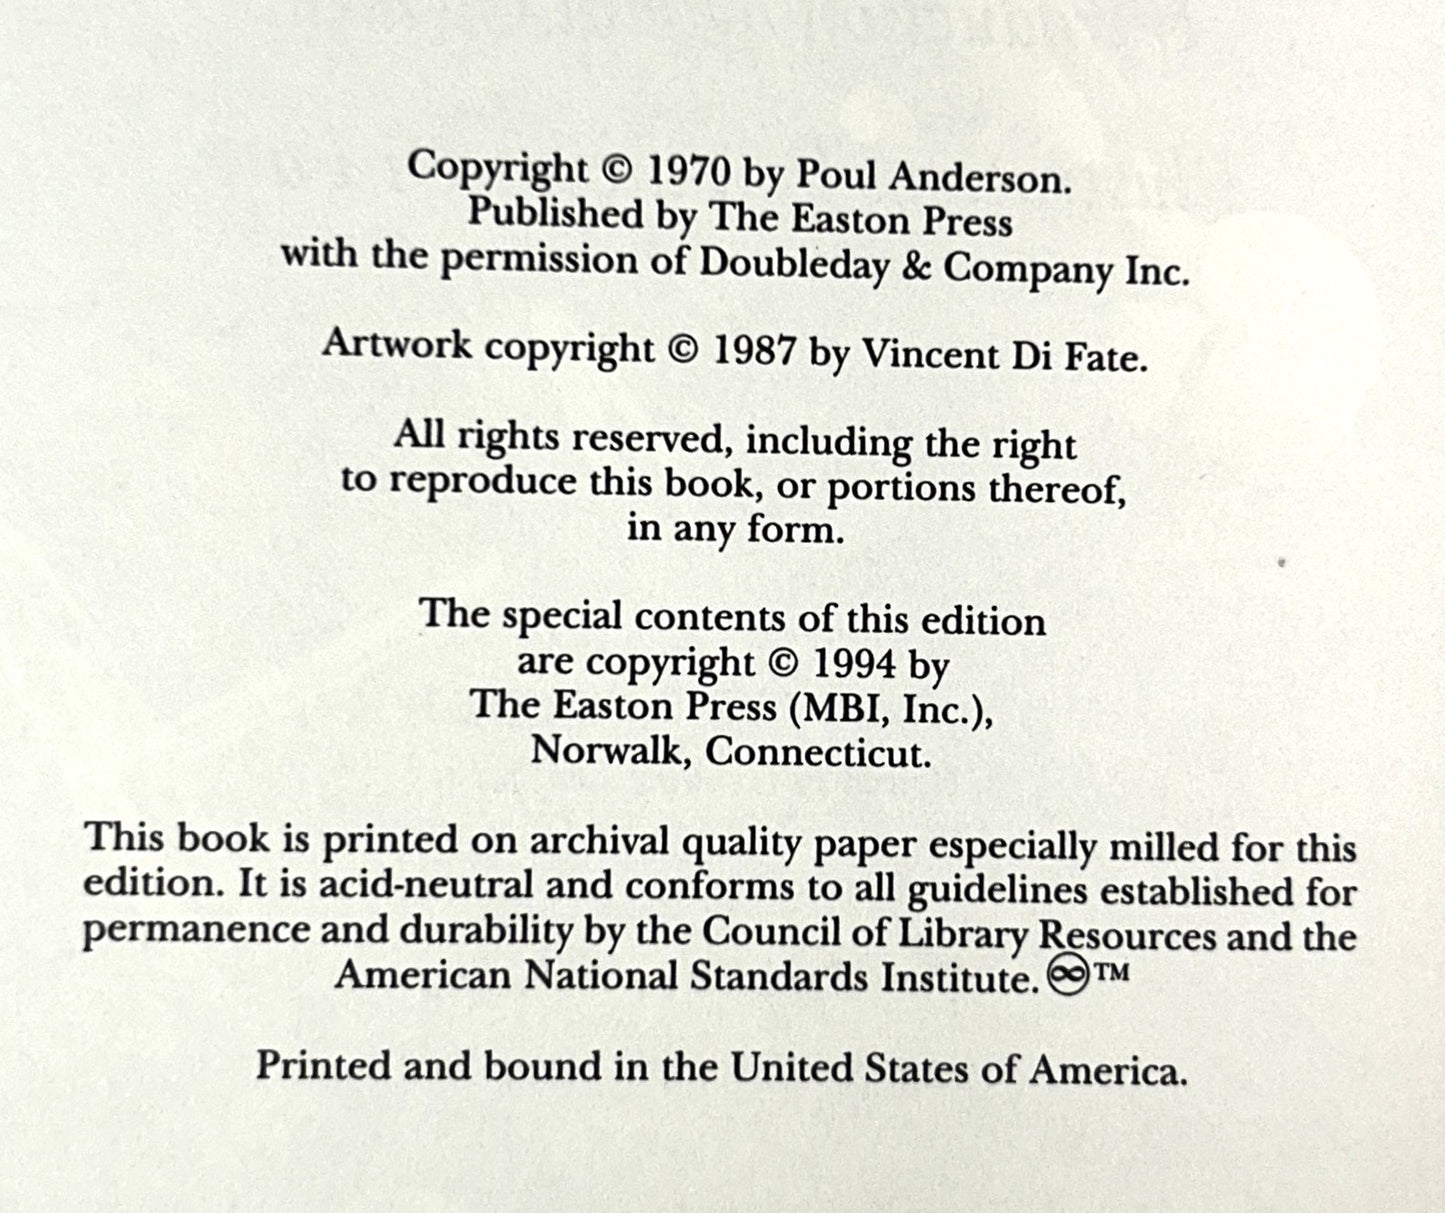 Copyright © 1970 by Poul Anderson.
Published by The Easton Press
with the permission of Doubleday & Company Inc.
Artwork copyright © 1987 by Vincent Di Fate.
All rights reserved, including the right
to reproduce this book, or portions thereof,
in any form.
The special contents of this edition
are copyright © 1994 by
The Easton Press (MBI, Inc.),
Norwalk, Connecticut.
This book is printed on archival quality paper especially milled for this
edition. It is acid-neutral and conforms to all guidelines established for
permanence and durability by the Council of Library Resources and the
American National Standards Institute. ♾™
Printed and bound in the United States of America.